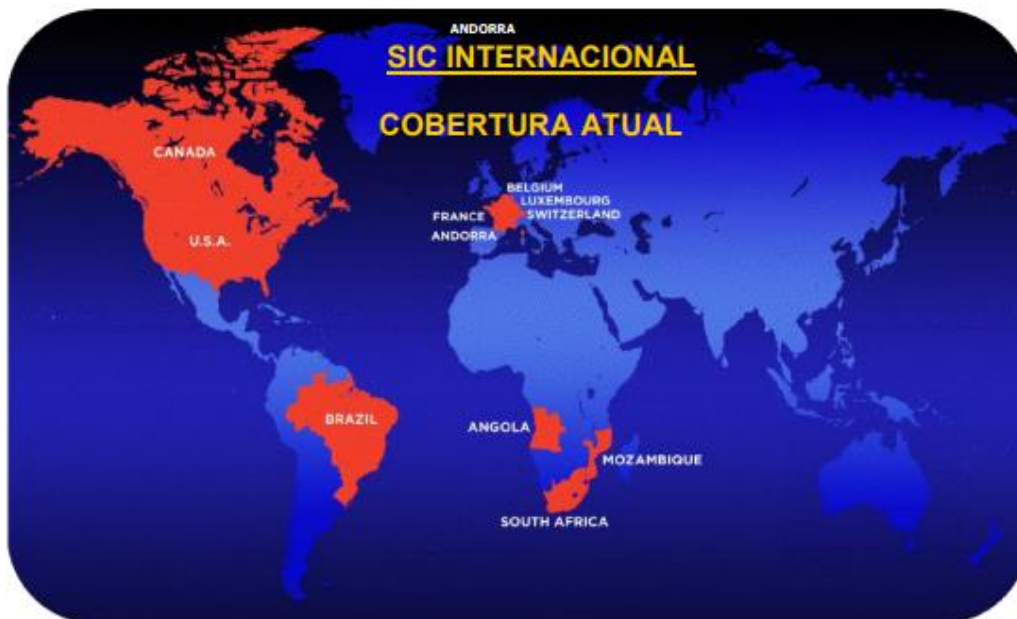 ANDORRA
SIC INTERNACIONAL
COBERTURA ATUAL
CANADA
U.S.A.
BELGIUM
LUXEMBOURG
FRANCE
SWITZERLAND
ANDORRA
BRAZIL
ANGOLA
MOZAMBIQUE
SOUTH AFRICA